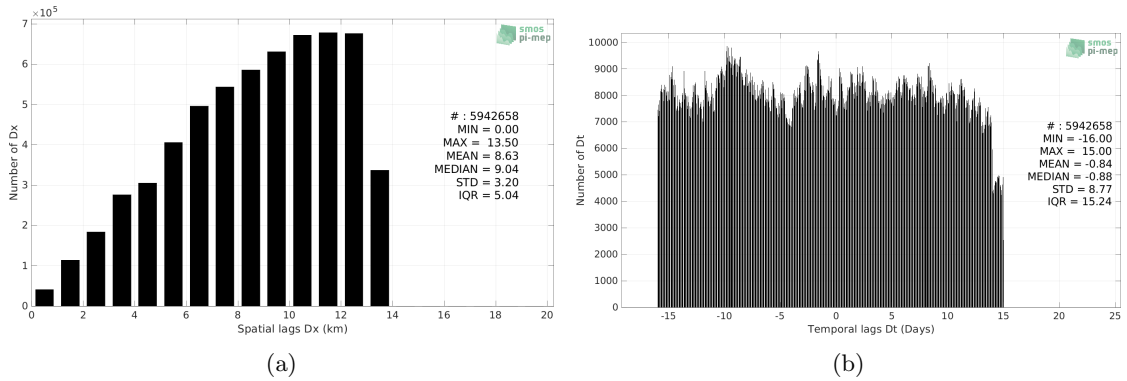 ×10⁵
7
6
5
4
3
2
1
0
Number of Dx
0 2 4 6 8 10 12 14 16 18 20
Spatial lags Dx (km)
smos
pi-mep
# : 5942658
MIN = 0.00
MAX = 13.50
MEAN = 8.63
MEDIAN = 9.04
STD = 3.20
IQR = 5.04
(a)
10000
9000
8000
7000
6000
5000
4000
3000
2000
1000
0
Number of Dt
-15 -10 -5 0 5 10 15 20 25
Temporal lags Dt (Days)
smos
pi-mep
# : 5942658
MIN = -16.00
MAX = 15.00
MEAN = -0.84
MEDIAN = -0.88
STD = 8.77
IQR = 15.24
(b)